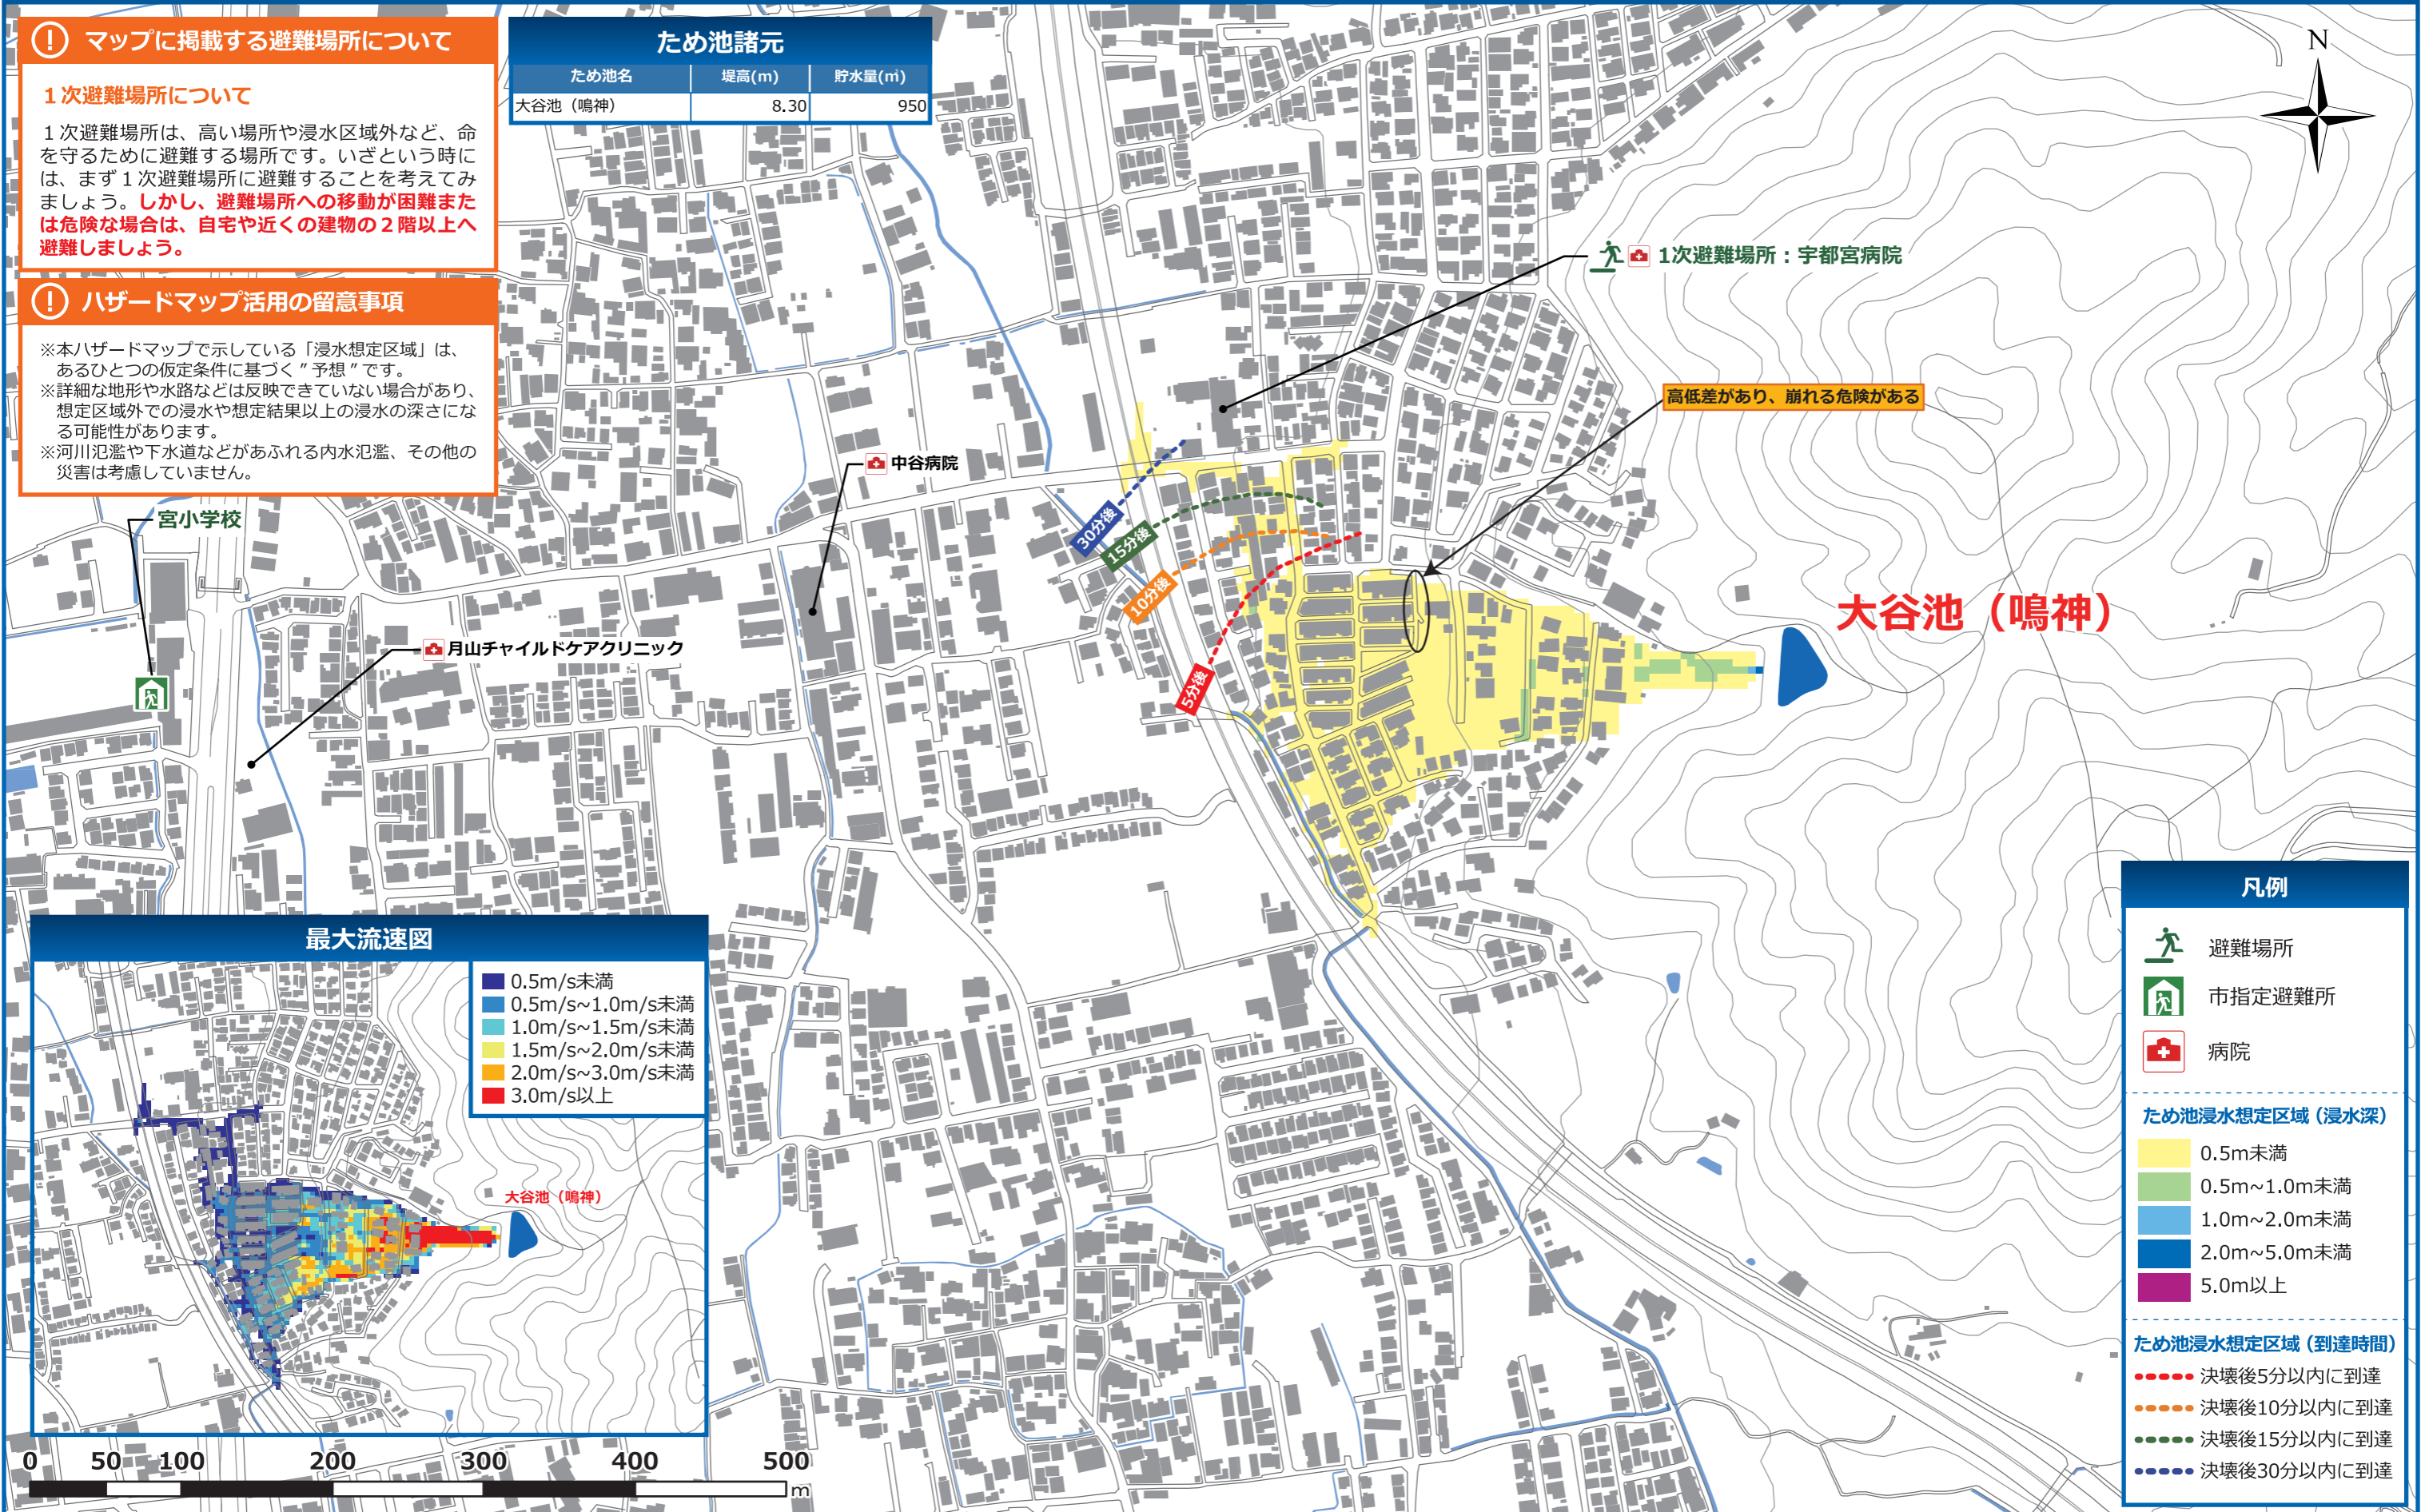 ! マップに掲載する避難場所について
１次避難場所について
１次避難場所は、高い場所や浸水区域外など、命
を守るために避難する場所です。いざという時に
は、まず１次避難場所に避難することを考えてみ
ましょう。しかし、避難場所への移動が困難また
は危険な場合は、自宅や近くの建物の２階以上へ
避難しましょう。
! ハザードマップ活用の留意事項
※本ハザードマップで示している「浸水想定区域」は、
あるひとつの仮定条件に基づく”予想”です。
※詳細な地形や水路などは反映できていない場合があり、
想定区域外での浸水や想定結果以上の浸水の深さにな
る可能性があります。
※河川氾濫や下水道などがあふれる内水氾濫、その他の
災害は考慮していません。
ため池諸元
ため池名 堤高(m) 貯水量(㎥)
大谷池（鳴神） 8.30 950
N
1次避難場所：宇都宮病院
高低差があり、崩れる危険がある
中谷病院
宮小学校
月山チャイルドケアクリニック
30分後
15分後
10分後
5分後
大谷池（鳴神）
最大流速図
0.5m/s未満
0.5m/s~1.0m/s未満
1.0m/s~1.5m/s未満
1.5m/s~2.0m/s未満
2.0m/s~3.0m/s未満
3.0m/s以上
大谷池（鳴神）
0 50 100 200 300 400 500
m
凡例
避難場所
市指定避難所
病院
ため池浸水想定区域（浸水深）
0.5m未満
0.5m~1.0m未満
1.0m~2.0m未満
2.0m~5.0m未満
5.0m以上
ため池浸水想定区域（到達時間）
決壊後5分以内に到達
決壊後10分以内に到達
決壊後15分以内に到達
決壊後30分以内に到達